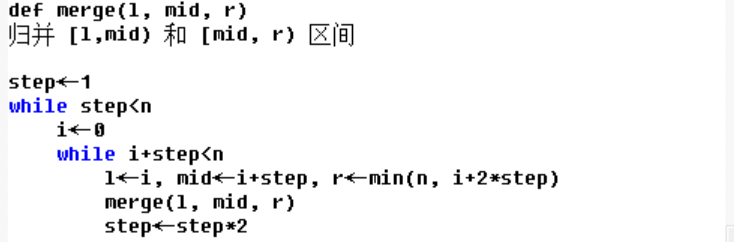 def merge(l, mid, r)
归并 [l,mid) 和 [mid, r) 区间
step←1
while step<n
i←0
while i+step<n
l←i, mid←i+step, r←min(n, i+2*step)
merge(l, mid, r)
step←step*2